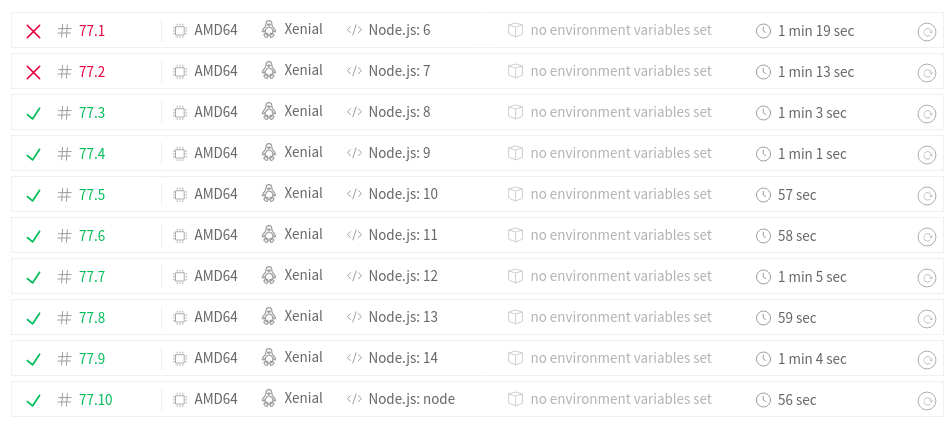 # 77.1 AMD64 Xenial </> Node.js: 6 no environment variables set 1 min 19 sec
# 77.2 AMD64 Xenial </> Node.js: 7 no environment variables set 1 min 13 sec
# 77.3 AMD64 Xenial </> Node.js: 8 no environment variables set 1 min 3 sec
# 77.4 AMD64 Xenial </> Node.js: 9 no environment variables set 1 min 1 sec
# 77.5 AMD64 Xenial </> Node.js: 10 no environment variables set 57 sec
# 77.6 AMD64 Xenial </> Node.js: 11 no environment variables set 58 sec
# 77.7 AMD64 Xenial </> Node.js: 12 no environment variables set 1 min 5 sec
# 77.8 AMD64 Xenial </> Node.js: 13 no environment variables set 59 sec
# 77.9 AMD64 Xenial </> Node.js: 14 no environment variables set 1 min 4 sec
# 77.10 AMD64 Xenial </> Node.js: node no environment variables set 56 sec